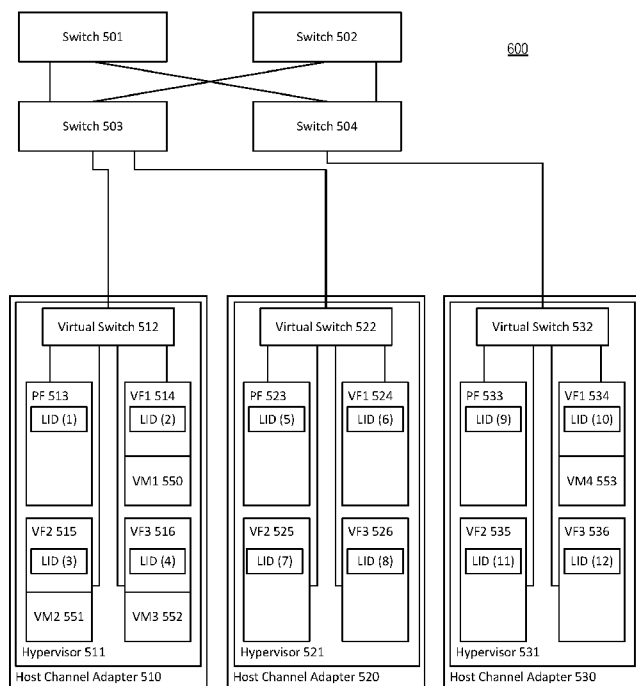 Switch 501
Switch 502
600
Switch 503
Switch 504
Virtual Switch 512
PF 513
LID (1)
VF1 514
LID (2)
VM1 550
VF2 515
LID (3)
VM2 551
VF3 516
LID (4)
VM3 552
Hypervisor 511
Host Channel Adapter 510
Virtual Switch 522
PF 523
LID (5)
VF1 524
LID (6)
VF2 525
LID (7)
VF3 526
LID (8)
Hypervisor 521
Host Channel Adapter 520
Virtual Switch 532
PF 533
LID (9)
VF1 534
LID (10)
VM4 553
VF2 535
LID (11)
VF3 536
LID (12)
Hypervisor 531
Host Channel Adapter 530